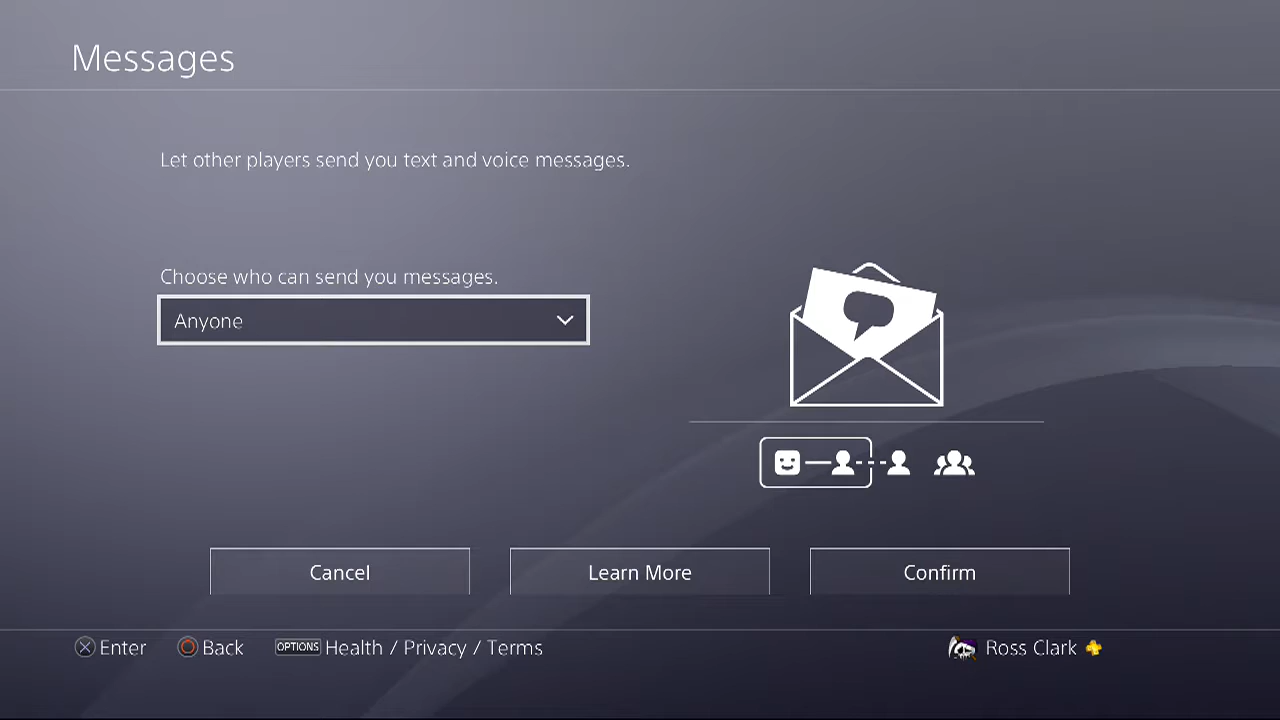 Messages
Let other players send you text and voice messages.
Choose who can send you messages.
Anyone
Cancel
Learn More
Confirm
Enter
Back
OPTIONS Health / Privacy / Terms
Ross Clark